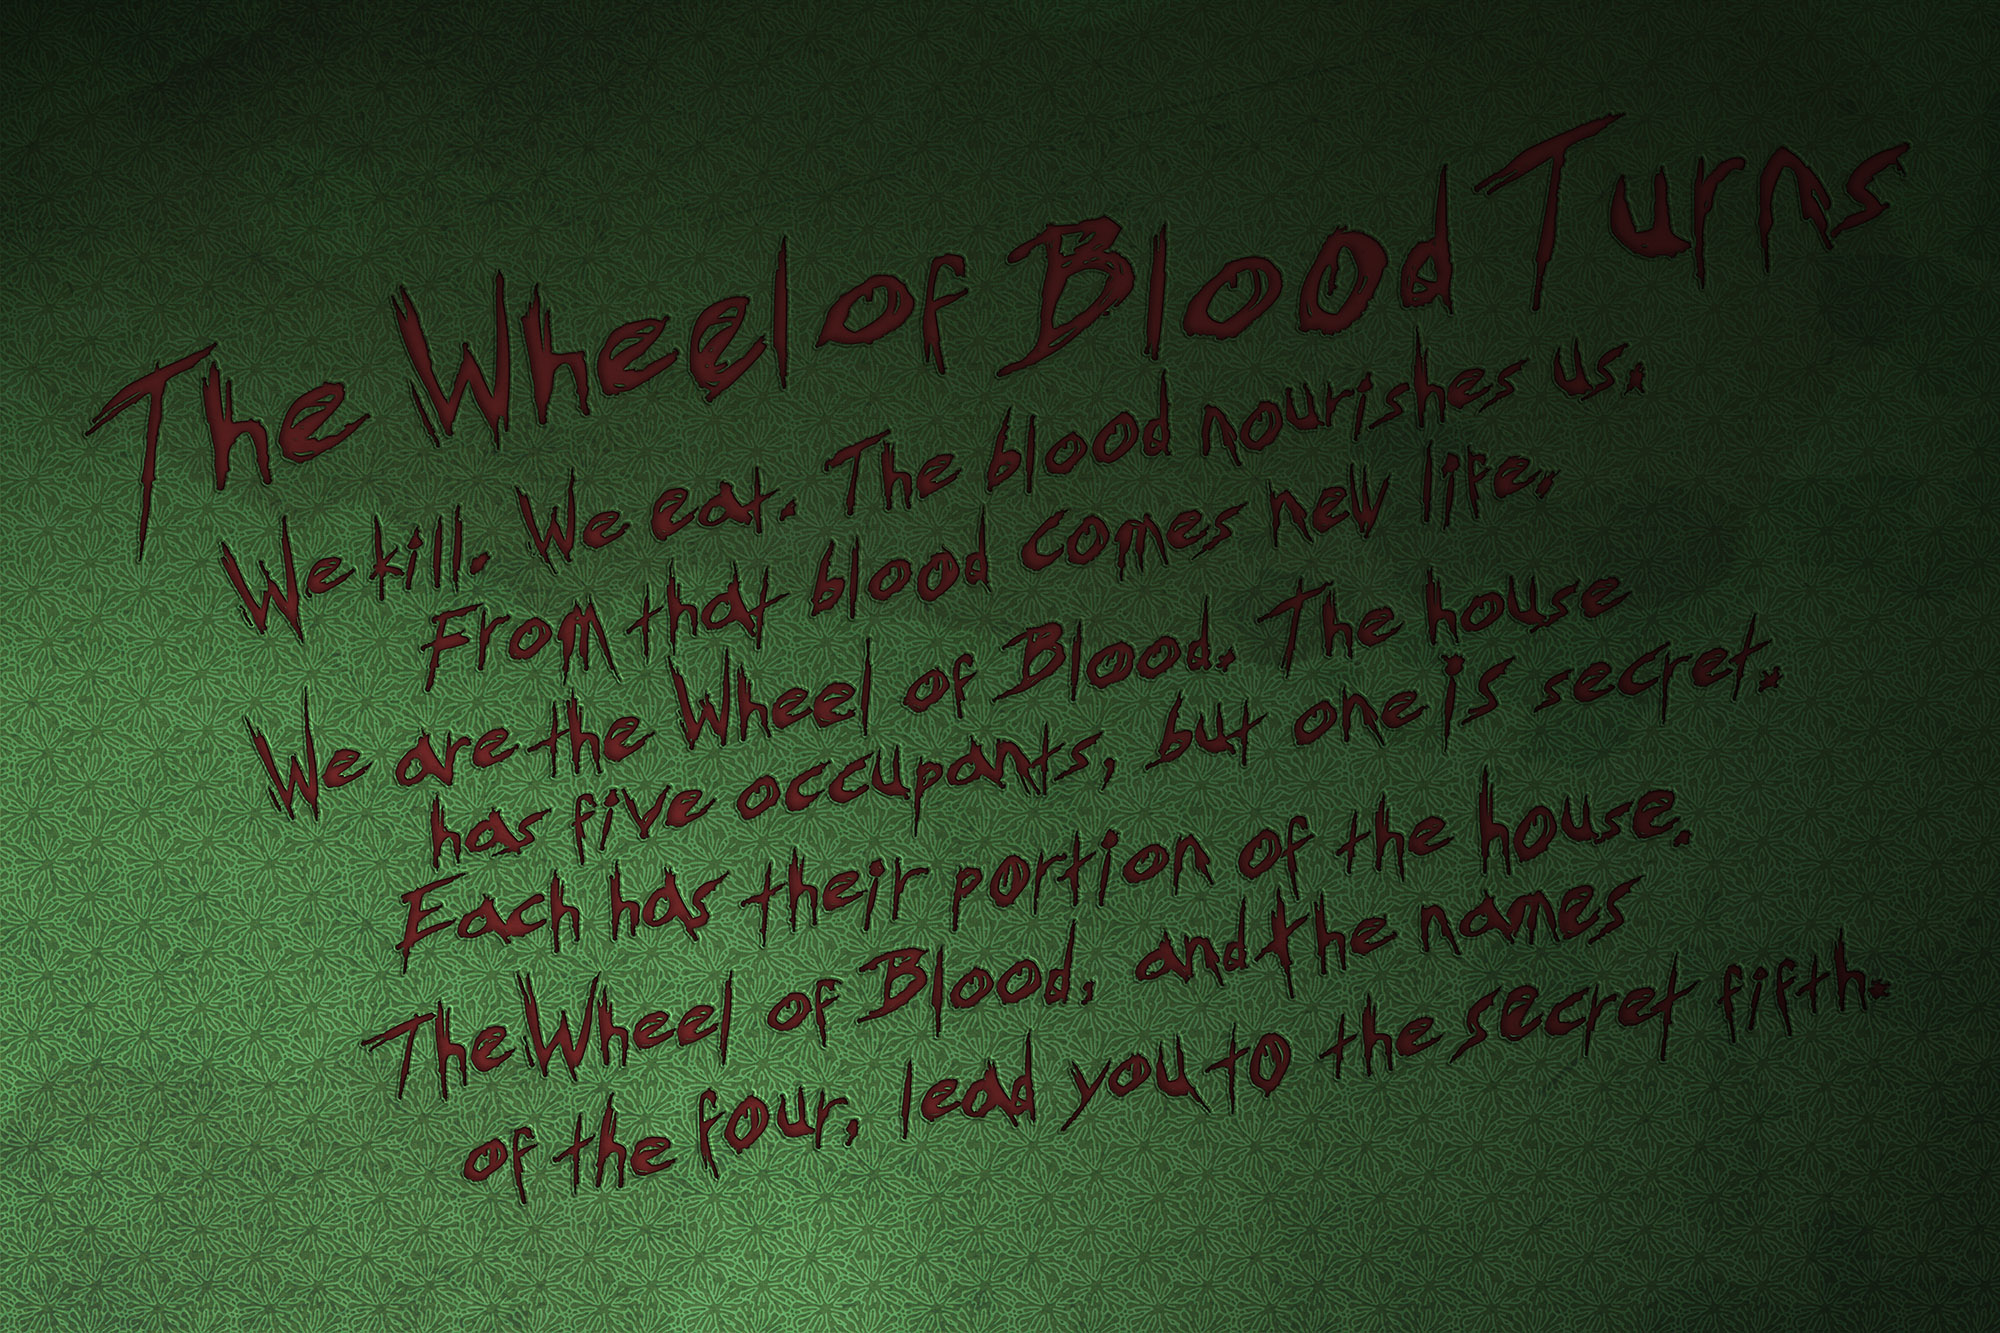 The Wheel of Blood Turns
We kill. We eat. The blood nourishes us.
From that blood comes new life.
We are the Wheel of Blood. The house
has five occupants, but one is secret.
Each has their portion of the house.
The Wheel of Blood, and the names
of the four, lead you to the secret fifth.